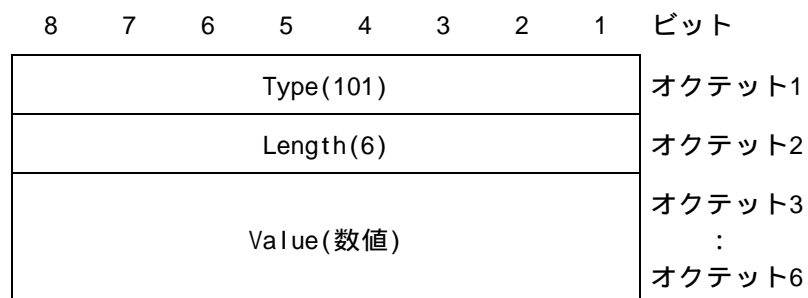 8 7 6 5 4 3 2 1 ビット
Type(101) オクテット1
Length(6) オクテット2
オクテット3
Value(数値) :
オクテット6